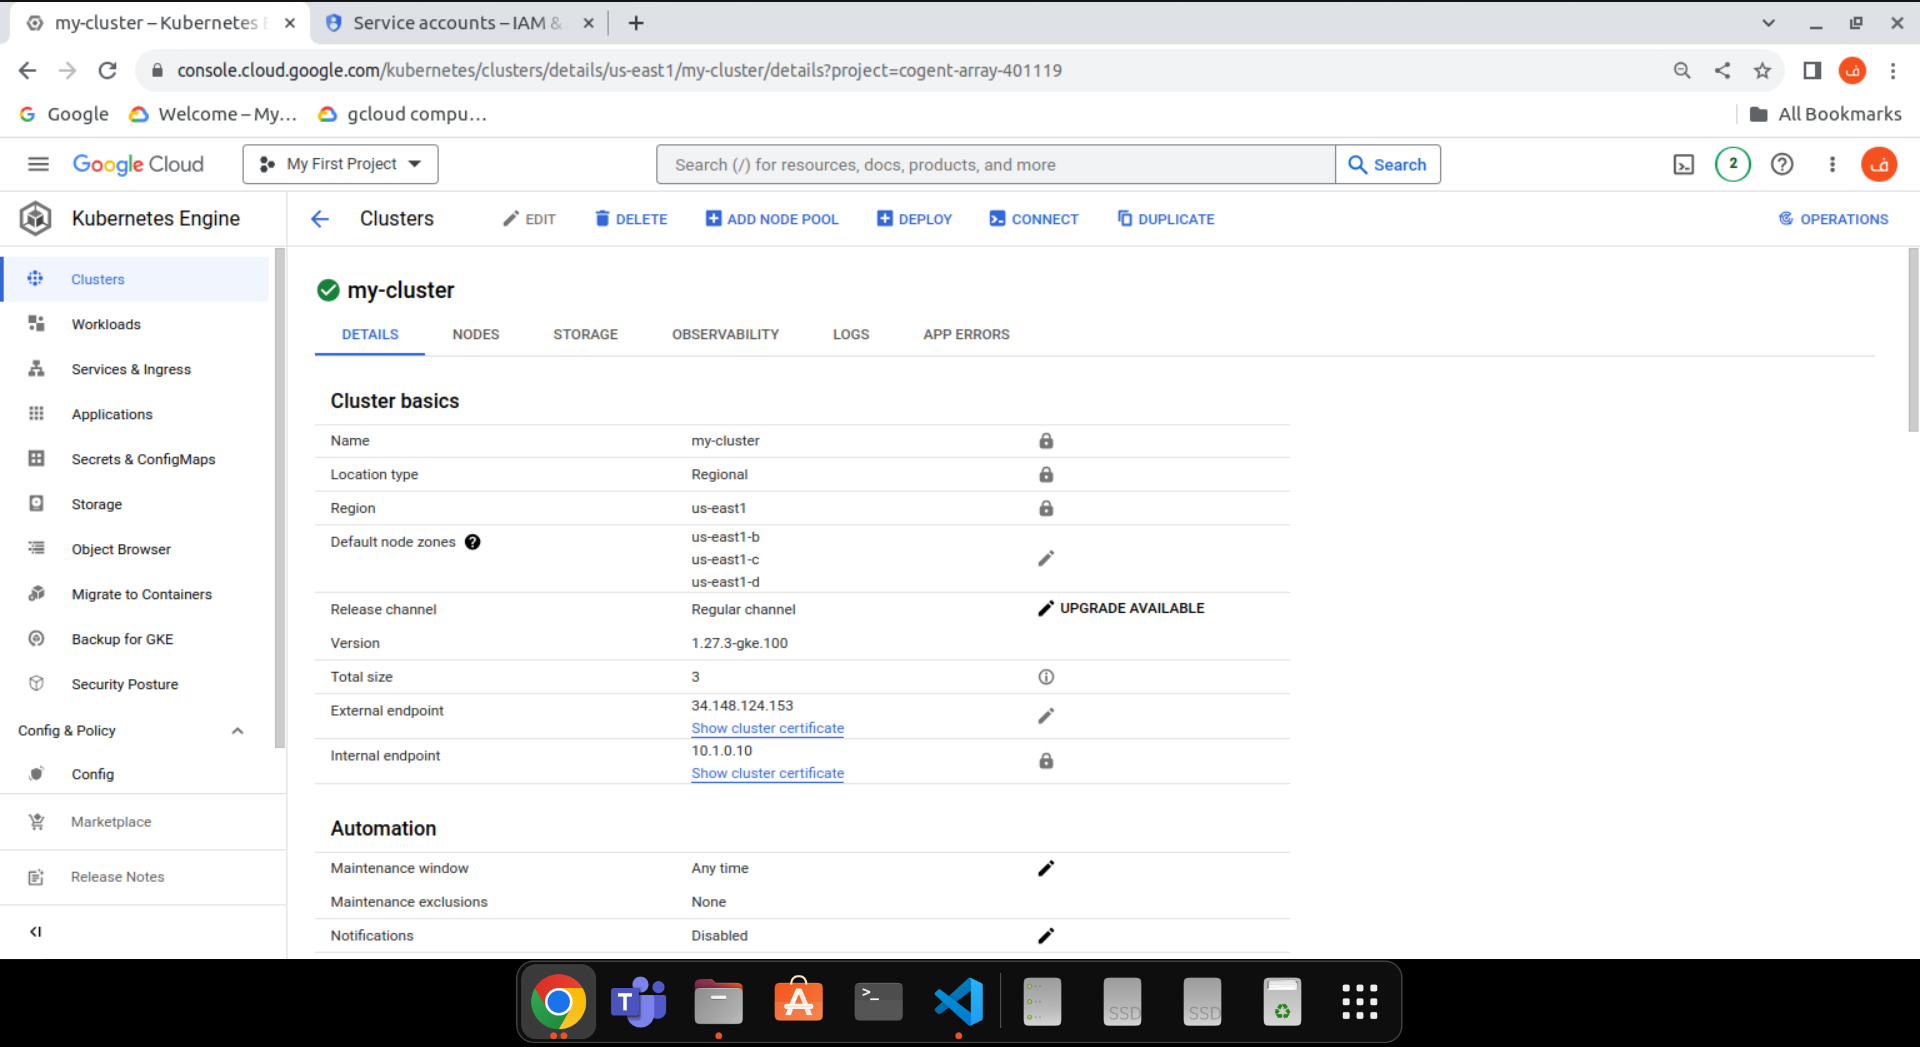 my-cluster – Kubernetes E
Service accounts – IAM &
console.cloud.google.com/kubernetes/clusters/details/us-east1/my-cluster/details?project=cogent-array-401119
ف
Google
Welcome – My...
gcloud compu...
All Bookmarks
Google Cloud
My First Project
Search (/) for resources, docs, products, and more
Search
2
ف
Kubernetes Engine
Clusters
EDIT
DELETE
ADD NODE POOL
DEPLOY
CONNECT
DUPLICATE
OPERATIONS
Clusters
Workloads
Services & Ingress
Applications
Secrets & ConfigMaps
Storage
Object Browser
Migrate to Containers
Backup for GKE
Security Posture
Config & Policy
Config
Marketplace
Release Notes
my-cluster
DETAILS
NODES
STORAGE
OBSERVABILITY
LOGS
APP ERRORS
Cluster basics
Name my-cluster
Location type Regional
Region us-east1
Default node zones us-east1-b
us-east1-c
us-east1-d
Release channel Regular channel UPGRADE AVAILABLE
Version 1.27.3-gke.100
Total size 3
External endpoint 34.148.124.153
Show cluster certificate
Internal endpoint 10.1.0.10
Show cluster certificate
Automation
Maintenance window Any time
Maintenance exclusions None
Notifications Disabled
T
>_
SSD
SSD